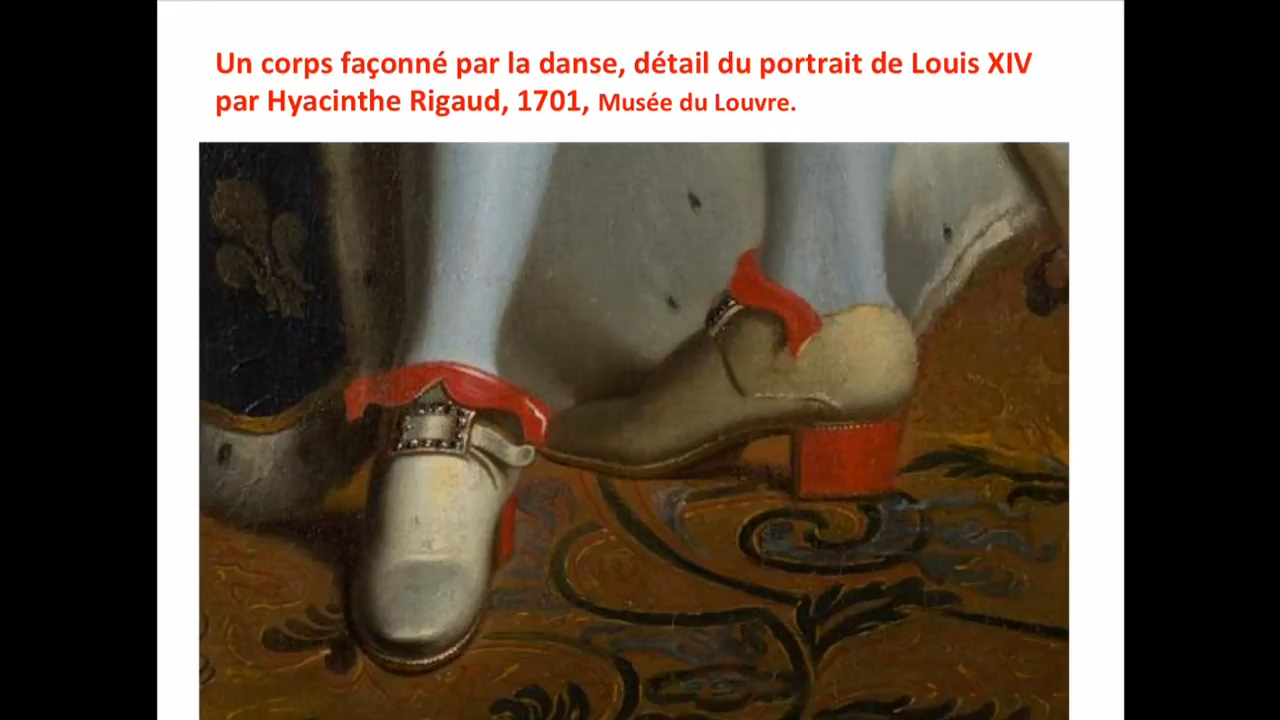 Un corps façonné par la danse, détail du portrait de Louis XIV
par Hyacinthe Rigaud, 1701, Musée du Louvre.